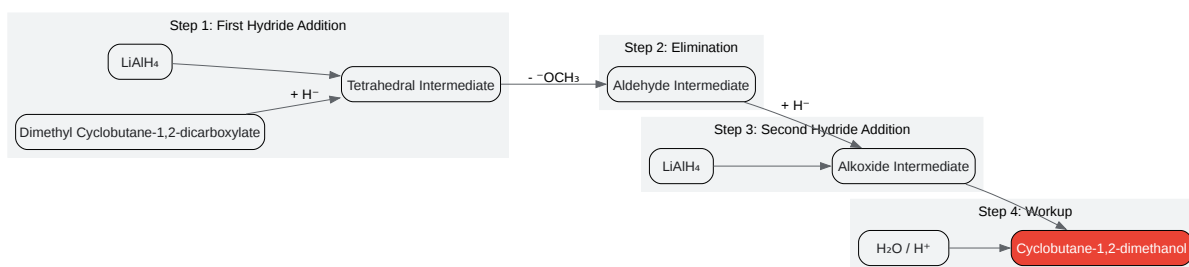 Step 1: First Hydride Addition
LiAlH₄
Tetrahedral Intermediate
+ H⁻
Dimethyl Cyclobutane-1,2-dicarboxylate
- ⁻OCH₃
Step 2: Elimination
Aldehyde Intermediate
+ H⁻
Step 3: Second Hydride Addition
LiAlH₄
Alkoxide Intermediate
Step 4: Workup
H₂O / H⁺
Cyclobutane-1,2-dimethanol